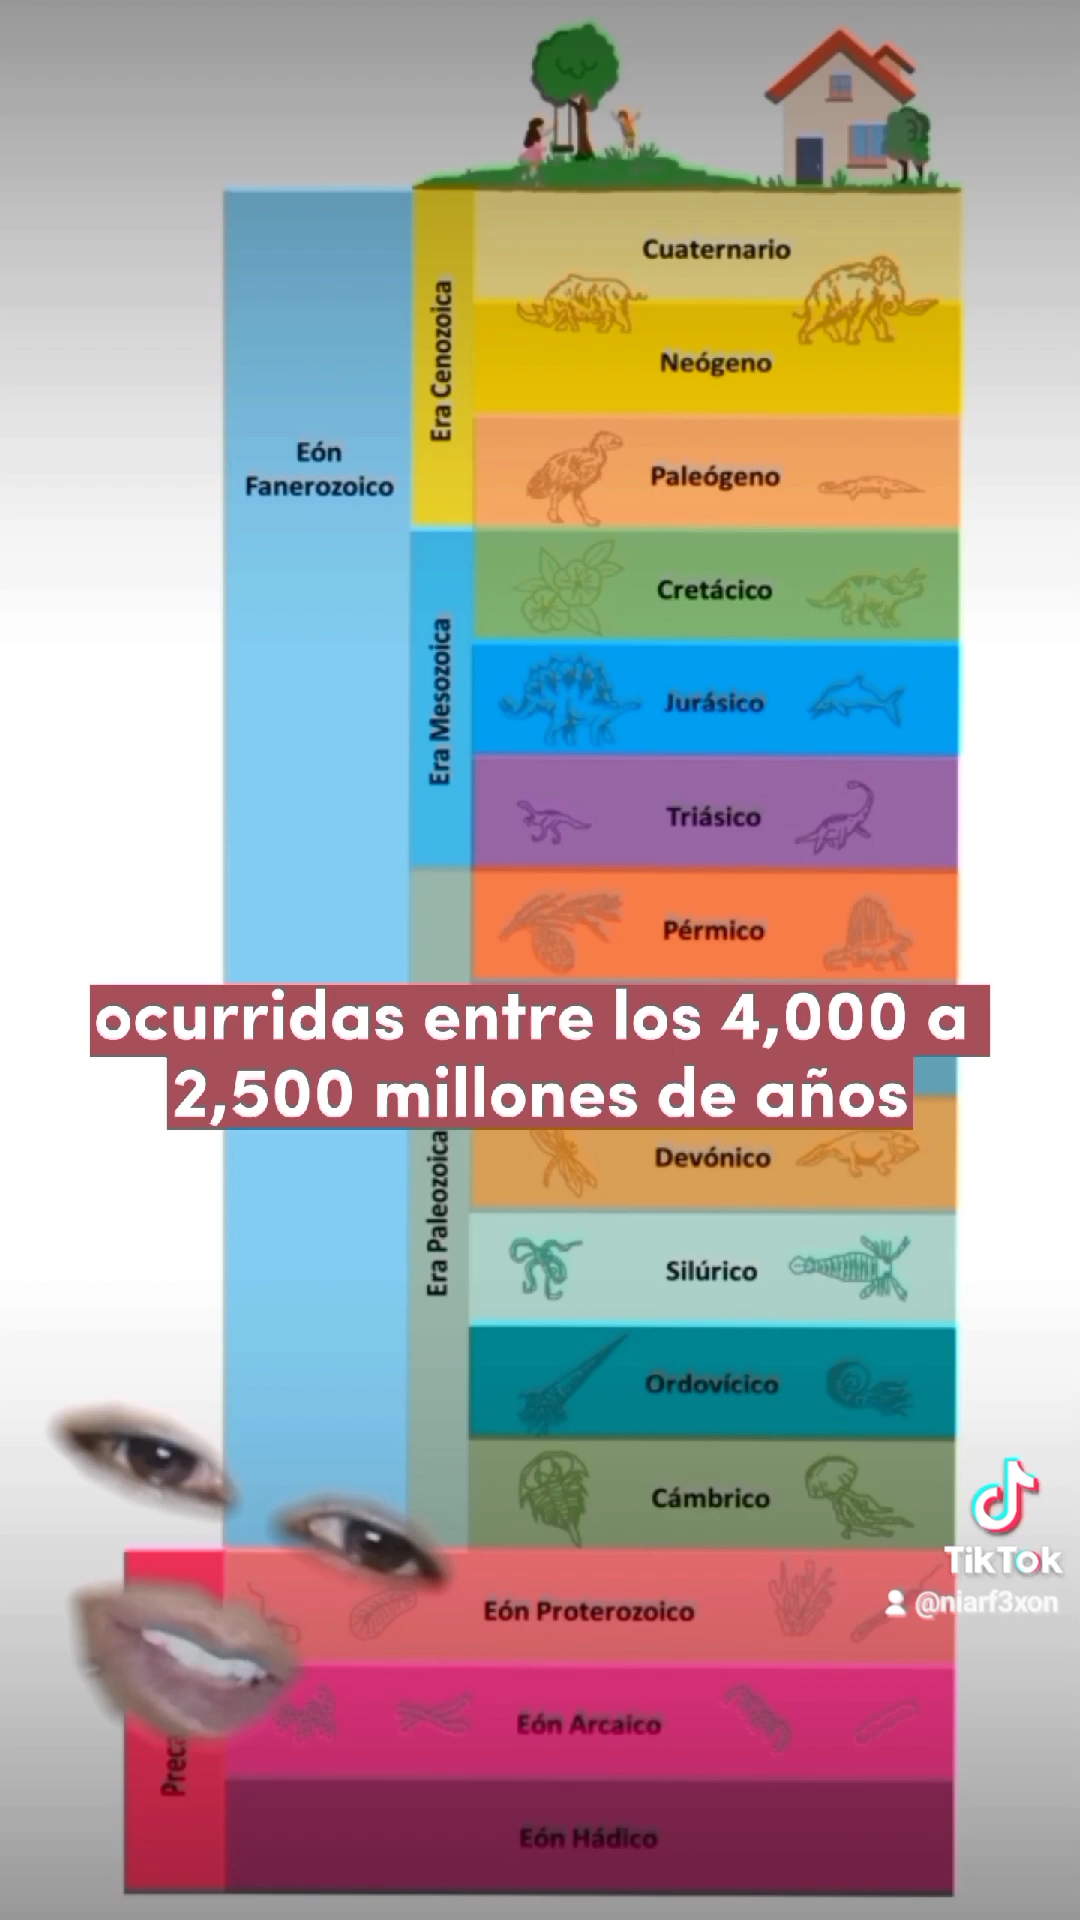 Cuaternario
Era Cenozoica
Neógeno
Eón
Fanerozoico
Paleógeno
Cretácico
Era Mesozoica
Jurásico
Triásico
Pérmico
ocurridas entre los 4,000 a
2,500 millones de años
Era Paleozoica
Devónico
Silúrico
Ordovícico
Cámbrico
TikTok
@niarf3xon
Eón Proterozoico
Eón Arcaico
Eón Hádico